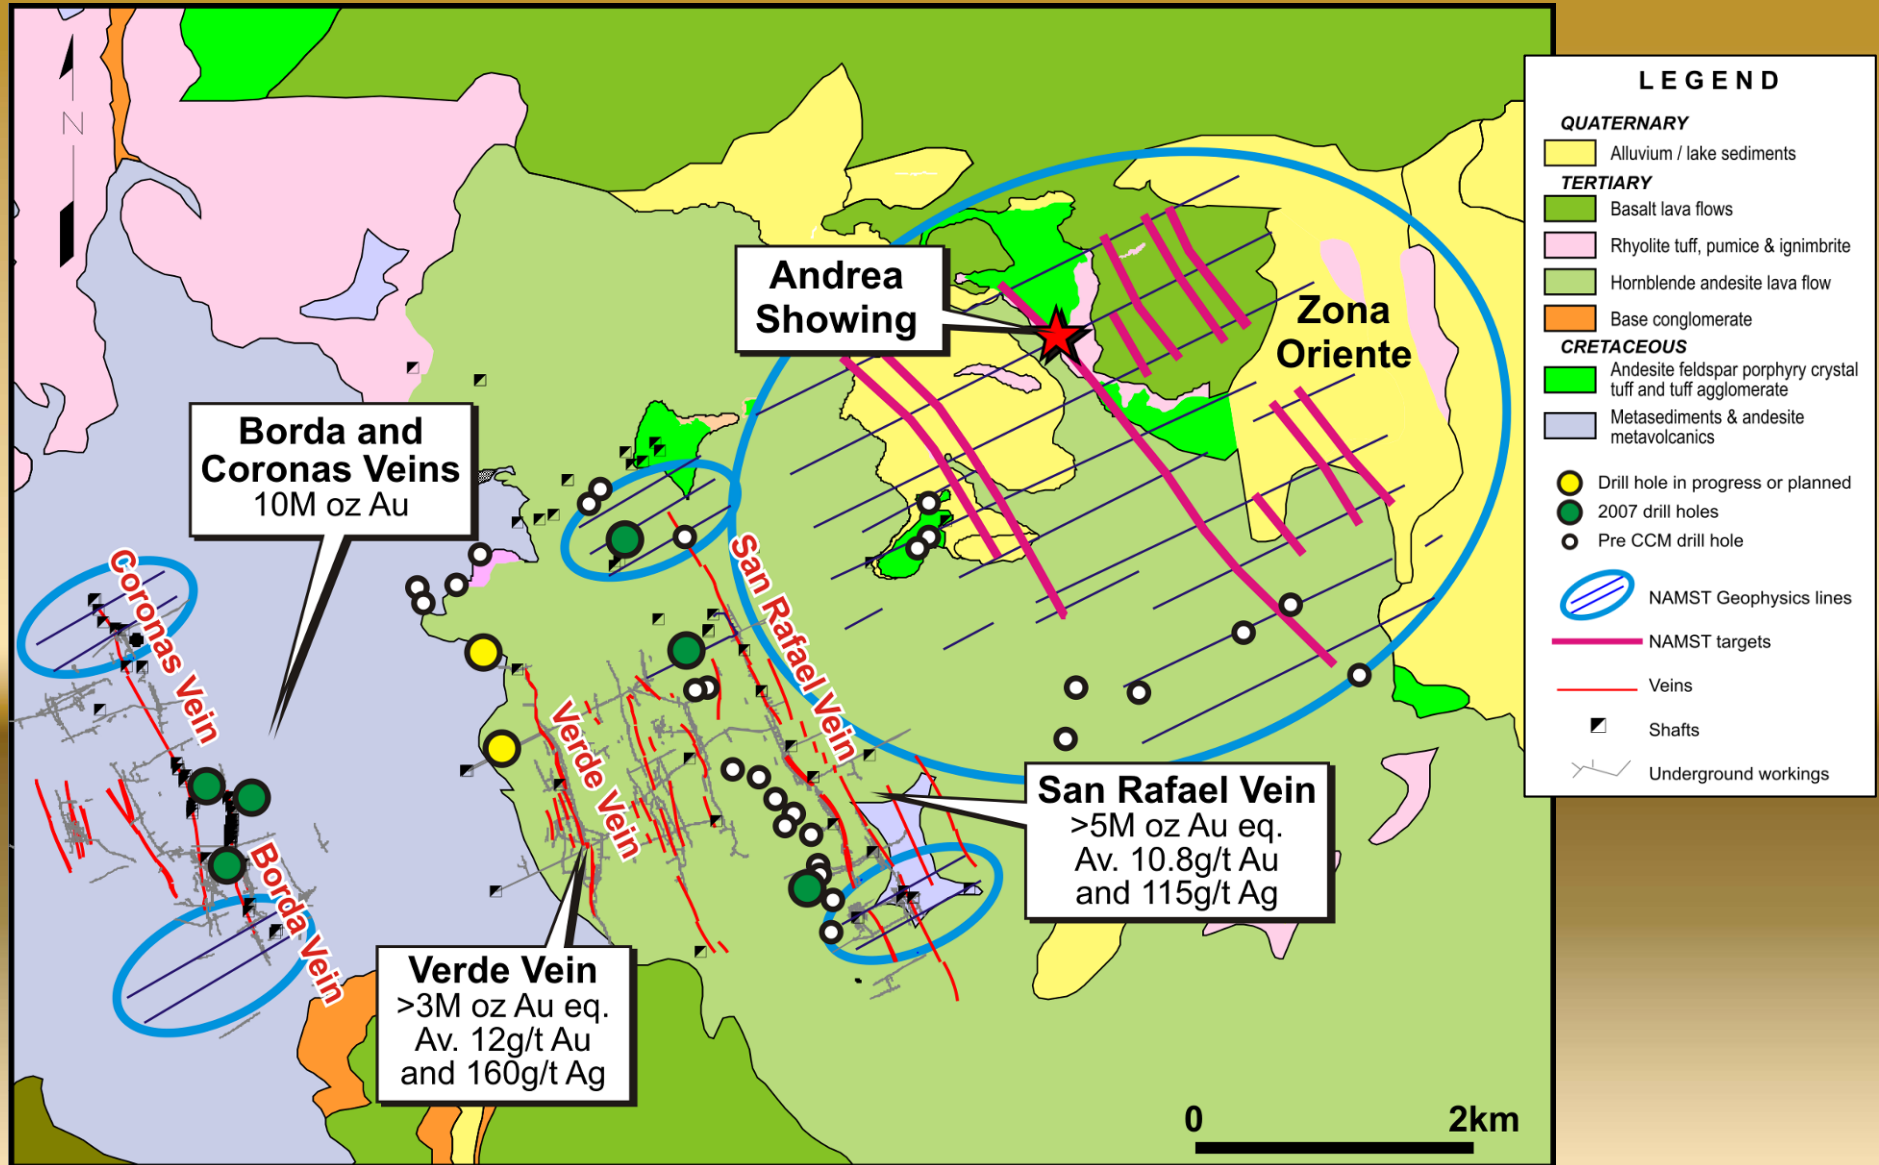 N
Andrea
Showing
Zona
Oriente
Borda and
Coronas Veins
10M oz Au
Coronas Vein
San Rafael Vein
Verde Vein
Borda Vein
San Rafael Vein
>5M oz Au eq.
Av. 10.8g/t Au
and 115g/t Ag
Verde Vein
>3M oz Au eq.
Av. 12g/t Au
and 160g/t Ag
0 2km
LEGEND
QUATERNARY
Alluvium / lake sediments
TERTIARY
Basalt lava flows
Rhyolite tuff, pumice & ignimbrite
Hornblende andesite lava flow
Base conglomerate
CRETACEOUS
Andesite feldspar porphyry crystal
tuff and tuff agglomerate
Metasediments & andesite
metavolcanics
Drill hole in progress or planned
2007 drill holes
Pre CCM drill hole
NAMST Geophysics lines
NAMST targets
Veins
Shafts
Underground workings